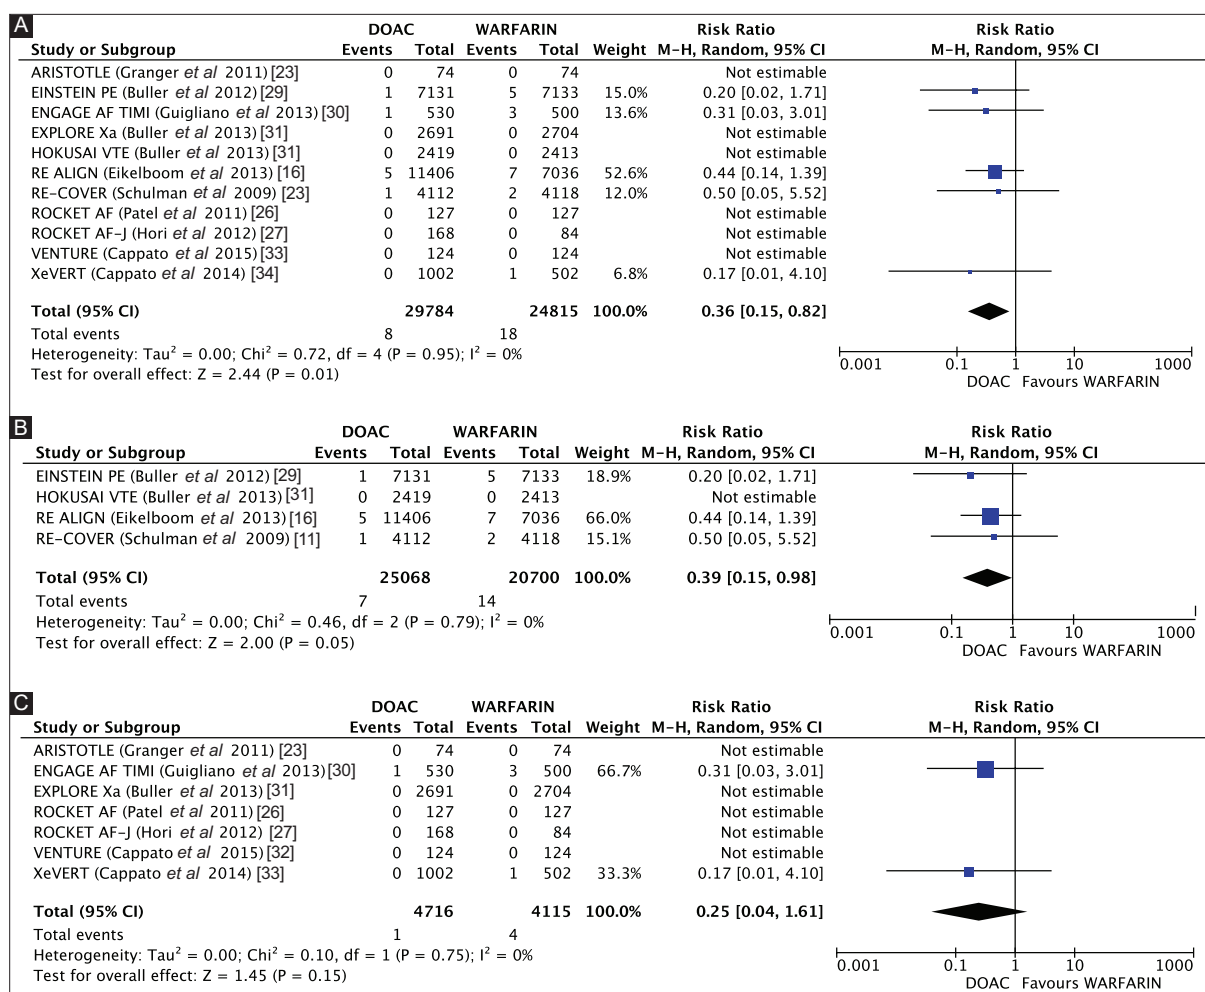 A
DOAC WARFARIN Risk Ratio Risk Ratio
Study or Subgroup Events Total Events Total Weight M-H, Random, 95% CI M-H, Random, 95% CI
ARISTOTLE (Granger et al 2011) [23] 0 74 0 74 Not estimable
EINSTEIN PE (Buller et al 2012) [29] 1 7131 5 7133 15.0% 0.20 [0.02, 1.71]
ENGAGE AF TIMI (Guigliano et al 2013) [30] 1 530 3 500 13.6% 0.31 [0.03, 3.01]
EXPLORE Xa (Buller et al 2013) [31] 0 2691 0 2704 Not estimable
HOKUSAI VTE (Buller et al 2013) [31] 0 2419 0 2413 Not estimable
RE ALIGN (Eikelboom et al 2013) [16] 5 11406 7 7036 52.6% 0.44 [0.14, 1.39]
RE-COVER (Schulman et al 2009) [23] 1 4112 2 4118 12.0% 0.50 [0.05, 5.52]
ROCKET AF (Patel et al 2011) [26] 0 127 0 127 Not estimable
ROCKET AF-J (Hori et al 2012) [27] 0 168 0 84 Not estimable
VENTURE (Cappato et al 2015) [33] 0 124 0 124 Not estimable
XeVERT (Cappato et al 2014) [34] 0 1002 1 502 6.8% 0.17 [0.01, 4.10]
Total (95% CI) 29784 24815 100.0% 0.36 [0.15, 0.82]
Total events 8 18
Heterogeneity: Tau² = 0.00; Chi² = 0.72, df = 4 (P = 0.95); I² = 0%
Test for overall effect: Z = 2.44 (P = 0.01)
0.001 0.1 1 10 1000
DOAC Favours WARFARIN
B
DOAC WARFARIN Risk Ratio Risk Ratio
Study or Subgroup Events Total Events Total Weight M-H, Random, 95% CI M-H, Random, 95% CI
EINSTEIN PE (Buller et al 2012) [29] 1 7131 5 7133 18.9% 0.20 [0.02, 1.71]
HOKUSAI VTE (Buller et al 2013) [31] 0 2419 0 2413 Not estimable
RE ALIGN (Eikelboom et al 2013) [16] 5 11406 7 7036 66.0% 0.44 [0.14, 1.39]
RE-COVER (Schulman et al 2009) [11] 1 4112 2 4118 15.1% 0.50 [0.05, 5.52]
Total (95% CI) 25068 20700 100.0% 0.39 [0.15, 0.98]
Total events 7 14
Heterogeneity: Tau² = 0.00; Chi² = 0.46, df = 2 (P = 0.79); I² = 0%
Test for overall effect: Z = 2.00 (P = 0.05)
0.001 0.1 1 10 1000
DOAC Favours WARFARIN
C
DOAC WARFARIN Risk Ratio Risk Ratio
Study or Subgroup Events Total Events Total Weight M-H, Random, 95% CI M-H, Random, 95% CI
ARISTOTLE (Granger et al 2011) [23] 0 74 0 74 Not estimable
ENGAGE AF TIMI (Guigliano et al 2013) [30] 1 530 3 500 66.7% 0.31 [0.03, 3.01]
EXPLORE Xa (Buller et al 2013) [31] 0 2691 0 2704 Not estimable
ROCKET AF (Patel et al 2011) [26] 0 127 0 127 Not estimable
ROCKET AF-J (Hori et al 2012) [27] 0 168 0 84 Not estimable
VENTURE (Cappato et al 2015) [32] 0 124 0 124 Not estimable
XeVERT (Cappato et al 2014) [33] 0 1002 1 502 33.3% 0.17 [0.01, 4.10]
Total (95% CI) 4716 4115 100.0% 0.25 [0.04, 1.61]
Total events 1 4
Heterogeneity: Tau² = 0.00; Chi² = 0.10, df = 1 (P = 0.75); I² = 0%
Test for overall effect: Z = 1.45 (P = 0.15)
0.001 0.1 1 10 1000
DOAC Favours WARFARIN